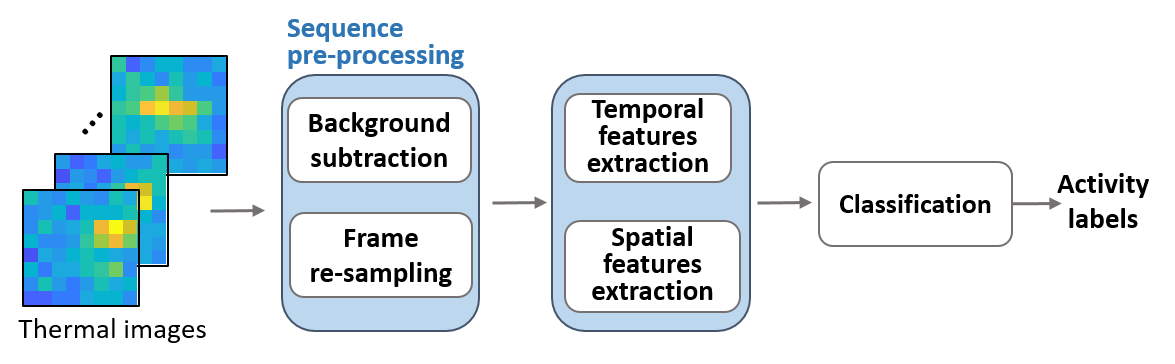 Sequence
pre-processing
Background
subtraction
Frame
re-sampling
Temporal
features
extraction
Spatial
features
extraction
Classification
Activity
labels
Thermal images